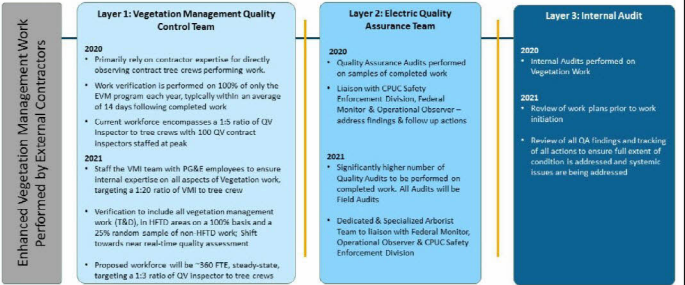 Enhanced Vegetation Management Work
Performed by External Contractors
Layer 1: Vegetation Management Quality
Control Team
2020
• Primarily rely on contractor expertise for directly
observing contract tree crews performing work.
• Work verification is performed on 100% of only the
EVM program each year, typically within an average
of 14 days following completed work
• Current workforce encompasses a 1:5 ratio of QV
Inspector to tree crews with 100 QV contract
inspectors staffed at peak
2021
• Staff the VMI team with PG&E employees to ensure
internal expertise on all aspects of Vegetation work,
targeting a 1:20 ratio of VMI to tree crew
• Verification to include all vegetation management
work (T&D), in HFTD areas on a 100% basis and a
25% random sample of non-HFTD work; Shift
towards near real-time quality assessment
• Proposed workforce will be ~360 FTE, steady-state,
targeting a 1:3 ratio of QV inspector to tree crews
Layer 2: Electric Quality
Assurance Team
2020
• Quality Assurance Audits performed
on samples of completed work
• Liaison with CPUC Safety
Enforcement Division, Federal
Monitor & Operational Observer –
address findings & follow up actions
2021
• Significantly higher number of
Quality Audits to be performed on
completed work. All Audits will be
Field Audits
• Dedicated & Specialized Arborist
Team to liaison with Federal Monitor,
Operational Observer & CPUC Safety
Enforcement Division
Layer 3: Internal Audit
2020
• Internal Audits performed on
Vegetation Work
2021
• Review of work plans prior to work
initiation
• Review of all QA findings and tracking
of all actions to ensure full extent of
condition is addressed and systemic
issues are being addressed